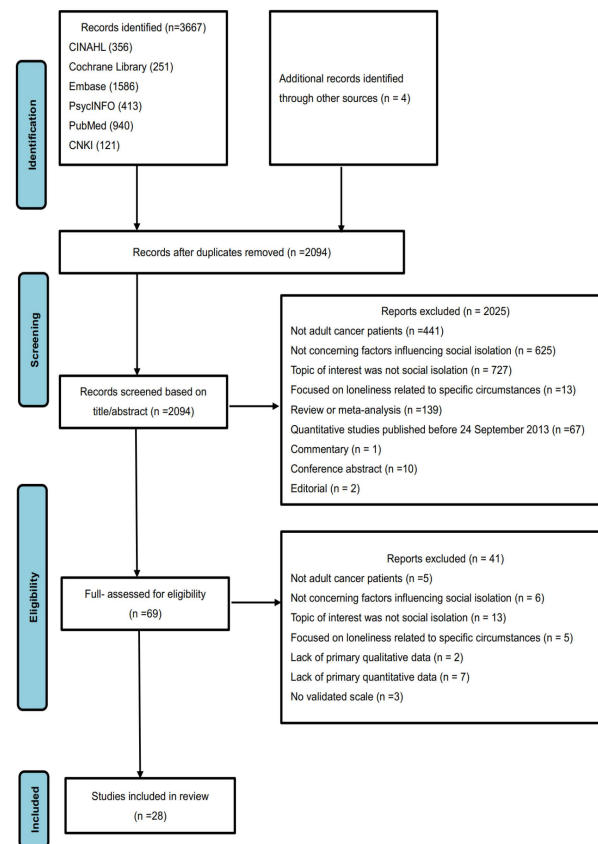 Records identified (n=3667)
CINAHL (356)
Cochrane Library (251)
Embase (1586)
PsycINFO (413)
PubMed (940)
CNKI (121)
Additional records identified
through other sources (n = 4)
Identification
Records after duplicates removed (n =2094)
Screening
Records screened based on
title/abstract (n =2094)
Reports excluded (n = 2025)
Not adult cancer patients (n =441)
Not concerning factors influencing social isolation (n = 625)
Topic of interest was not social isolation (n = 727)
Focused on loneliness related to specific circumstances (n =13)
Review or meta-analysis (n =139)
Quantitative studies published before 24 September 2013 (n =67)
Commentary (n = 1)
Conference abstract (n =10)
Editorial (n = 2)
Eligibility
Full- assessed for eligibility
(n =69)
Reports excluded (n = 41)
Not adult cancer patients (n =5)
Not concerning factors influencing social isolation (n = 6)
Topic of interest was not social isolation (n = 13)
Focused on loneliness related to specific circumstances (n = 5)
Lack of primary qualitative data (n = 2)
Lack of primary quantitative data (n = 7)
No validated scale (n =3)
Included
Studies included in review
(n =28)